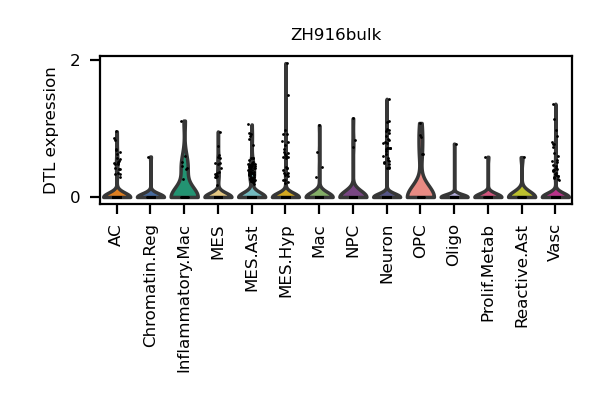 ZH916bulk
DTL expression
2
0
AC
Chromatin.Reg
Inflammatory.Mac
MES
MES.Ast
MES.Hyp
Mac
NPC
Neuron
OPC
Oligo
Prolif.Metab
Reactive.Ast
Vasc